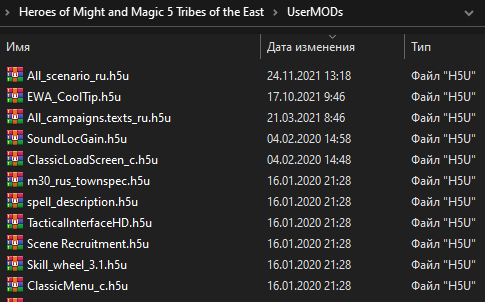 Heroes of Might and Magic 5 Tribes of the East > UserMODs
Имя Дата изменения Тип
All_scenario_ru.h5u 24.11.2021 13:18 Файл "H5U"
EWA_CoolTip.h5u 17.10.2021 9:46 Файл "H5U"
All_campaigns.texts_ru.h5u 21.03.2021 8:46 Файл "H5U"
SoundLocGain.h5u 04.02.2020 14:58 Файл "H5U"
ClassicLoadScreen_c.h5u 04.02.2020 14:48 Файл "H5U"
m30_rus_townspec.h5u 16.01.2020 21:28 Файл "H5U"
spell_description.h5u 16.01.2020 21:28 Файл "H5U"
TacticalInterfaceHD.h5u 16.01.2020 21:28 Файл "H5U"
Scene Recruitment.h5u 16.01.2020 21:28 Файл "H5U"
Skill_wheel_3.1.h5u 16.01.2020 21:28 Файл "H5U"
ClassicMenu_c.h5u 16.01.2020 21:28 Файл "H5U"